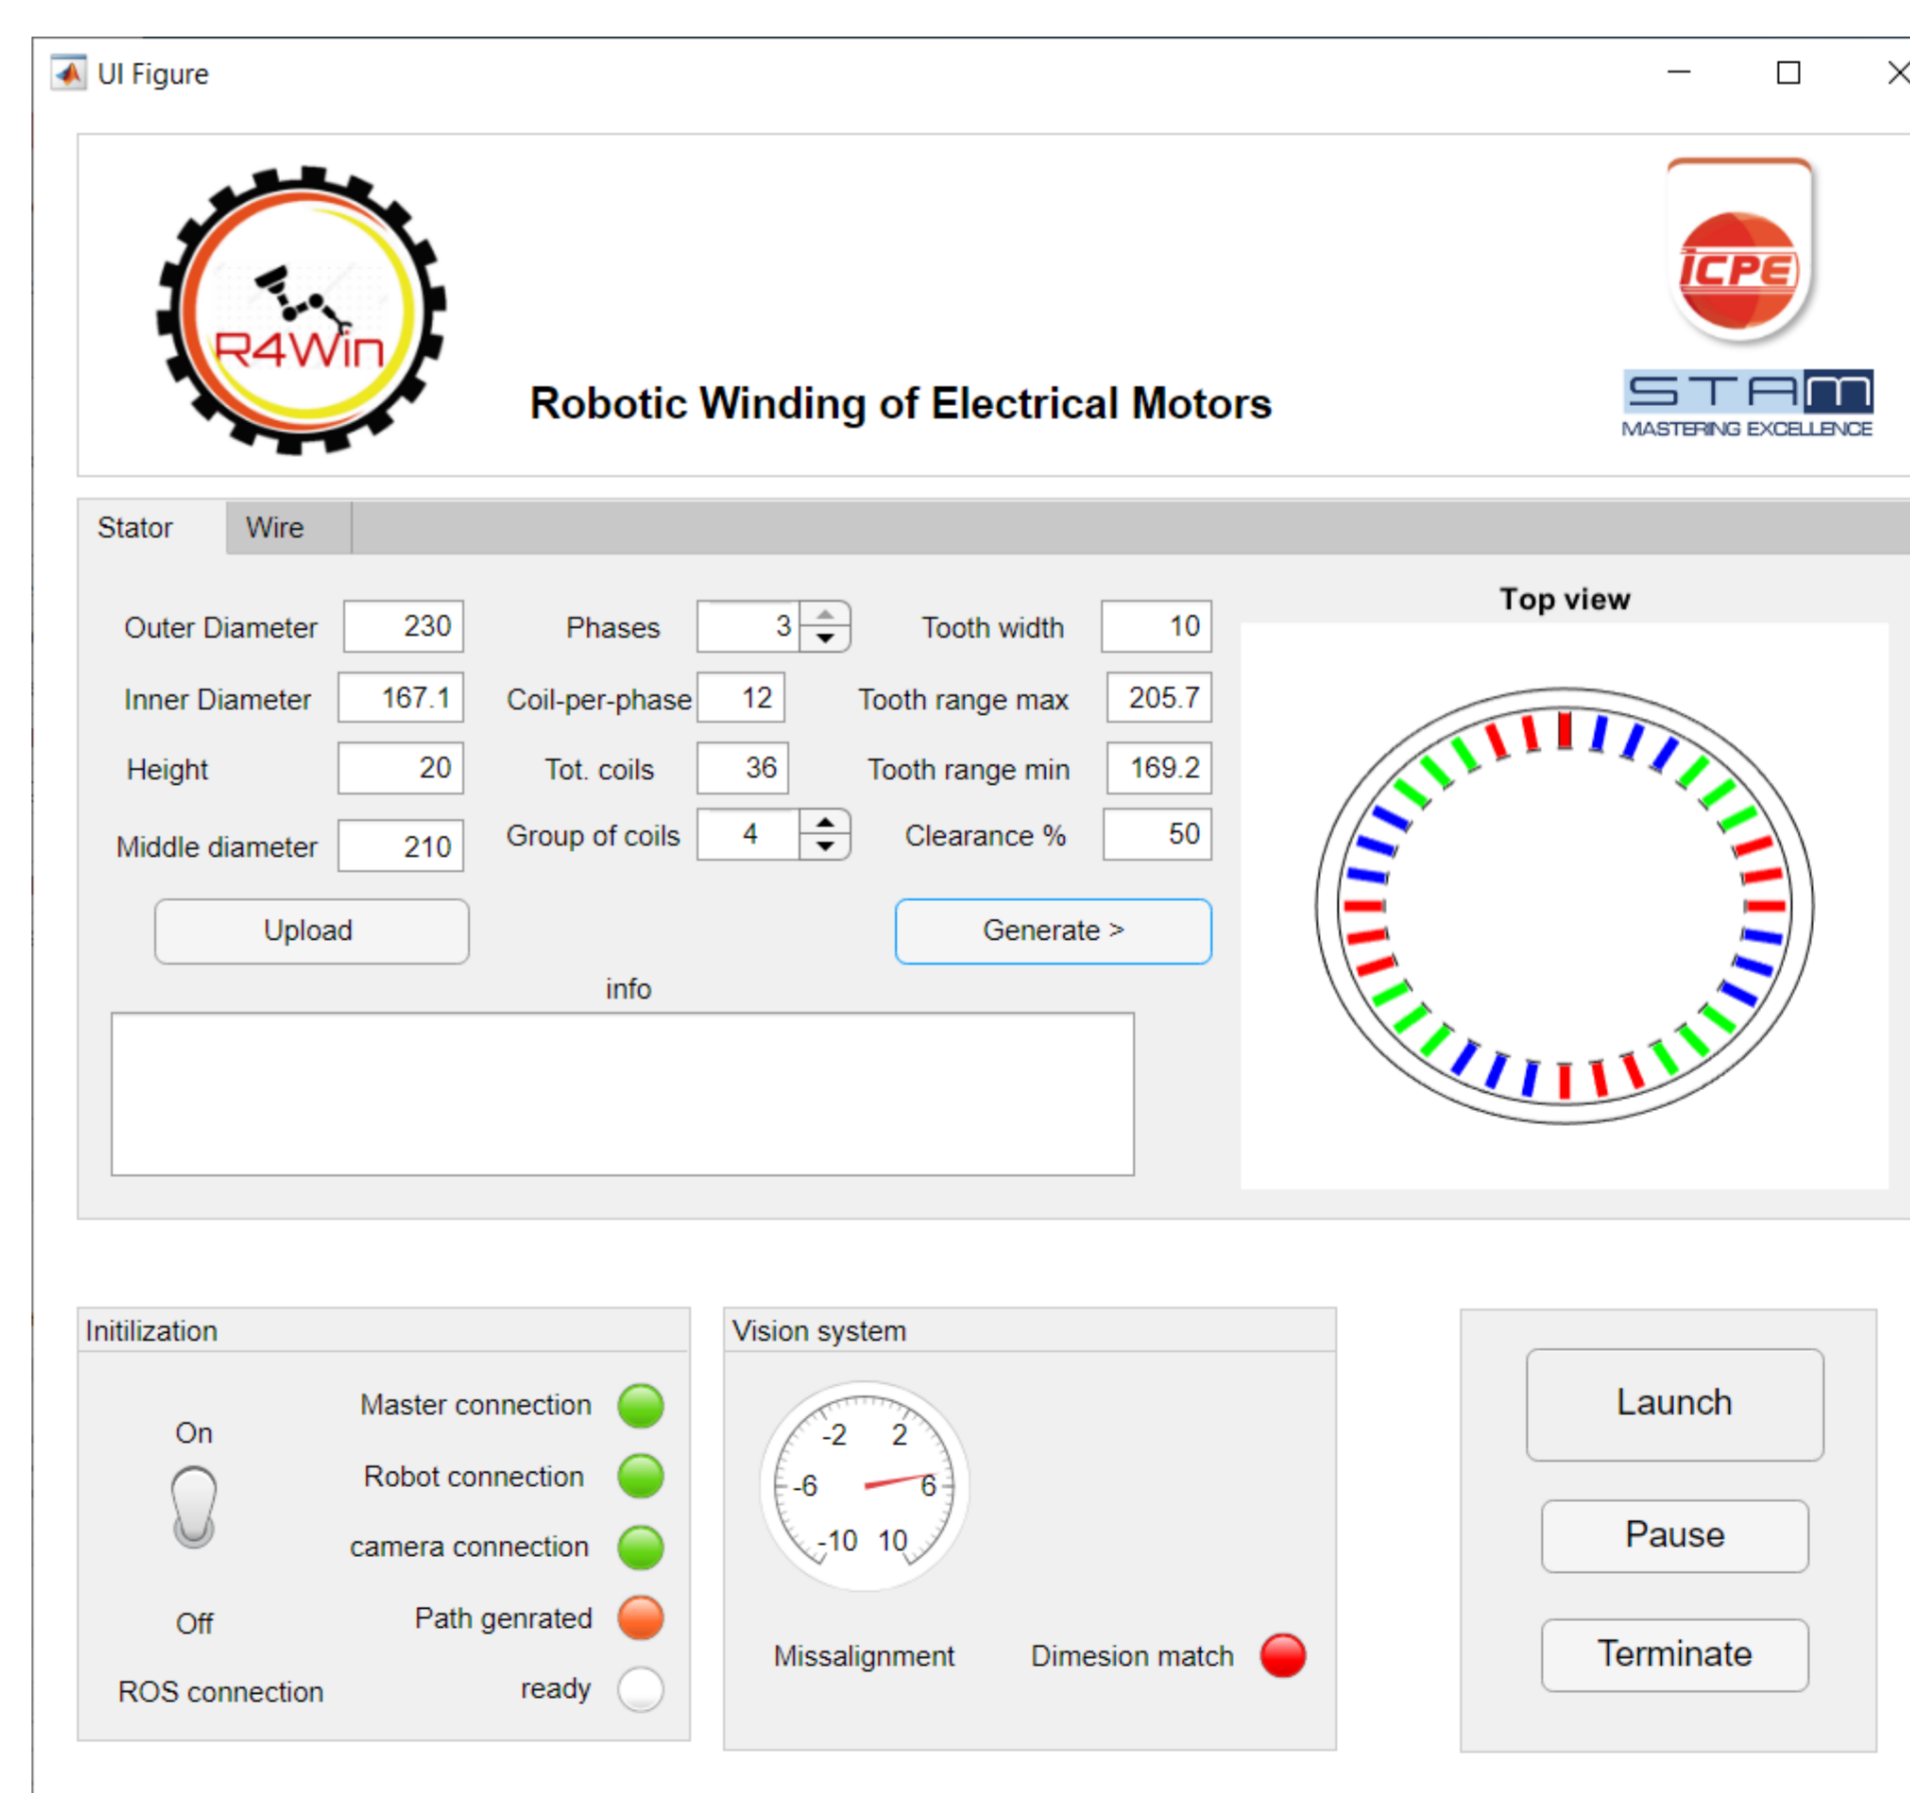 UI Figure
R4Win
iCPE
STAM
MASTERING EXCELLENCE
Robotic Winding of Electrical Motors
Stator Wire
Outer Diameter 230 Phases 3 Tooth width 10
Inner Diameter 167.1 Coil-per-phase 12 Tooth range max 205.7
Height 20 Tot. coils 36 Tooth range min 169.2
Middle diameter 210 Group of coils 4 Clearance % 50
Upload Generate >
info
Top view
Initilization
On
Off
ROS connection
Master connection
Robot connection
camera connection
Path genrated
ready
Vision system
-2 2
-6 6
-10 10
Missalignment Dimesion match
Launch
Pause
Terminate